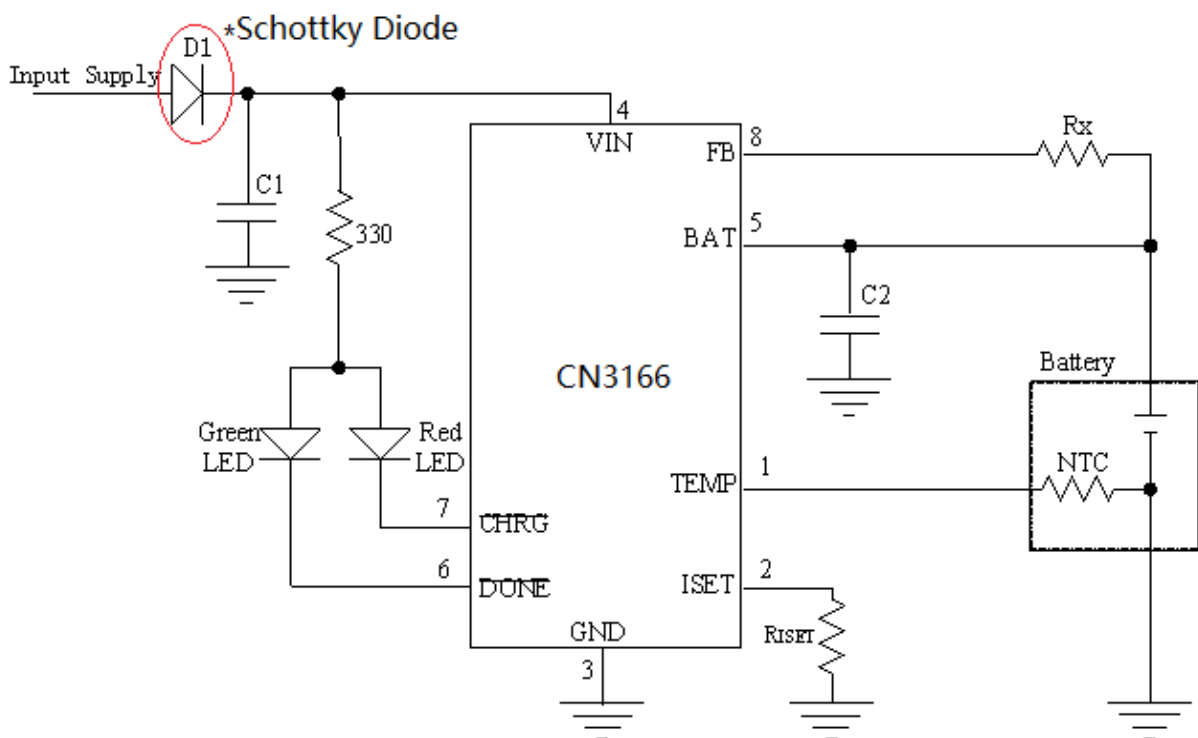 *Schottky Diode
D1
Input Supply
4
VIN
FB
8
Rx
C1
330
BAT
5
C2
CN3166
Battery
Green
LED
Red
LED
TEMP
1
NTC
7
CHRG
6
DONE
ISET
2
GND
3
RISET